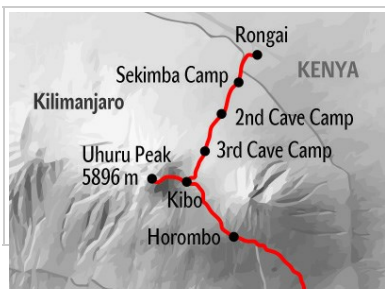 Rongai
KENYA
Sekimba Camp
Kilimanjaro
2nd Cave Camp
3rd Cave Camp
Uhuru Peak
5896 m
Kibo
Horombo